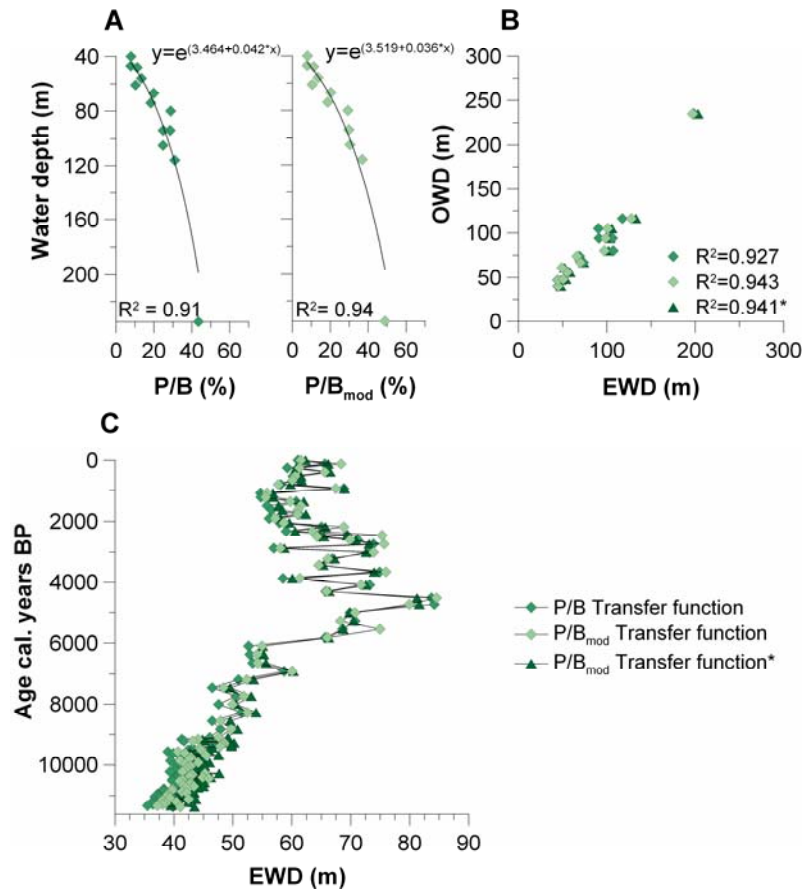 A
y=e(3.464+0.042*x)
y=e(3.519+0.036*x)
40
80
120
160
200
Water depth (m)
R² = 0.91
R² = 0.94
0 20 40 60
0 20 40 60
P/B (%)
P/Bmod (%)
B
300
250
200
150
100
50
0
OWD (m)
R²=0.927
R²=0.943
R²=0.941*
0 100 200 300
EWD (m)
C
0
2000
4000
6000
8000
10000
Age cal. years BP
30 40 50 60 70 80 90
EWD (m)
P/B Transfer function
P/Bmod Transfer function
P/Bmod Transfer function*